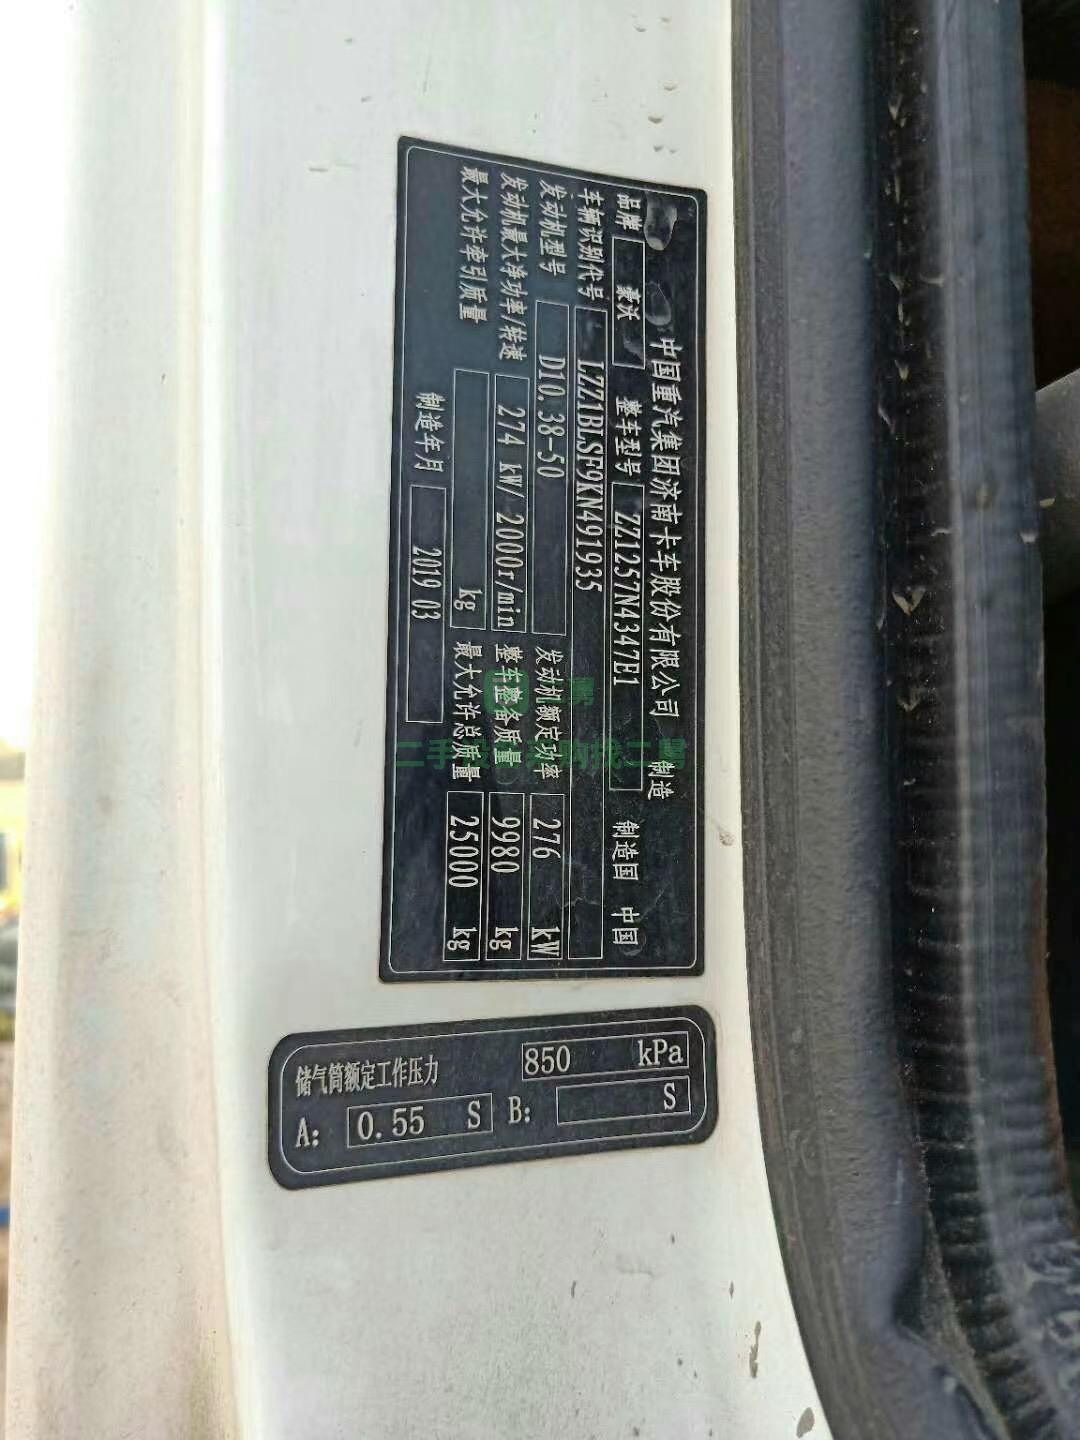 中国重汽集团济南卡车股份有限公司 制造
品牌 豪沃 整车型号 ZZ1257N4347E1 制造国 中国
车辆识别代号 LZZ1BLSF9KN491935
发动机型号 D10.38-50 发动机额定功率 276 kW
发动机最大净功率/转速 274 kW/ 2000r/min 整车整备质量 9980 kg
最大允许牵引质量 kg 最大允许总质量 25000 kg
制造年月 2019 03
储气筒额定工作压力 850 kPa
A: 0.55 S B: S